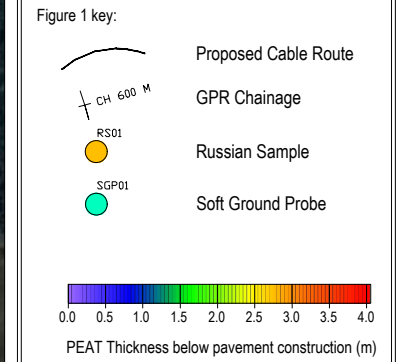 Figure 1 key:
Proposed Cable Route
CH 600 M
GPR Chainage
RS01
Russian Sample
SGP01
Soft Ground Probe
0.0 0.5 1.0 1.5 2.0 2.5 3.0 3.5 4.0
PEAT Thickness below pavement construction (m)